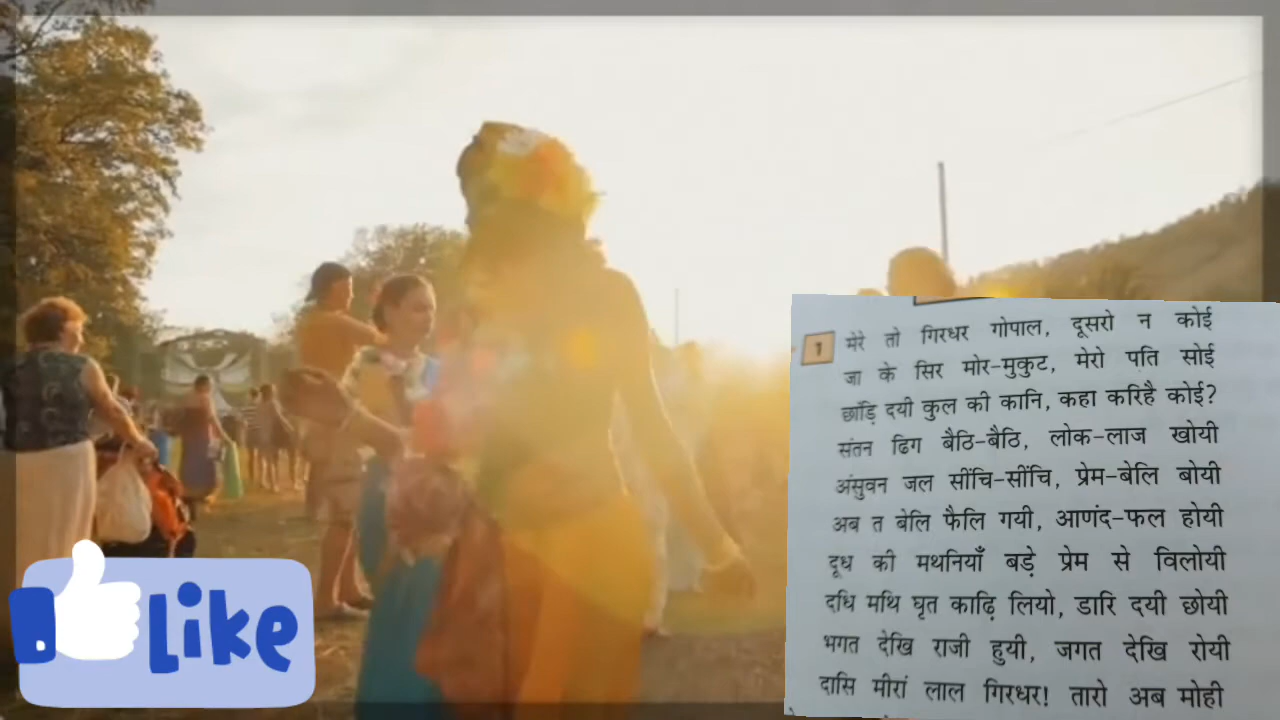 1 मेरे तो गिरधर गोपाल, दूसरो न कोई
जा के सिर मोर-मुकुट, मेरो पति सोई
छांड़ि दयी कुल की कानि, कहा करिहै कोई?
संतन ढिग बैठि-बैठि, लोक-लाज खोयी
अंसुवन जल सींचि-सींचि, प्रेम-बेलि बोयी
अब त बेलि फैलि गयी, आणंद-फल होयी
दूध की मथनियाँ बड़े प्रेम से विलोयी
दधि मथि घृत काढ़ि लियो, डारि दयी छोयी
भगत देखि राजी हुयी, जगत देखि रोयी
दासि मीरां लाल गिरधर! तारो अब मोही
Like